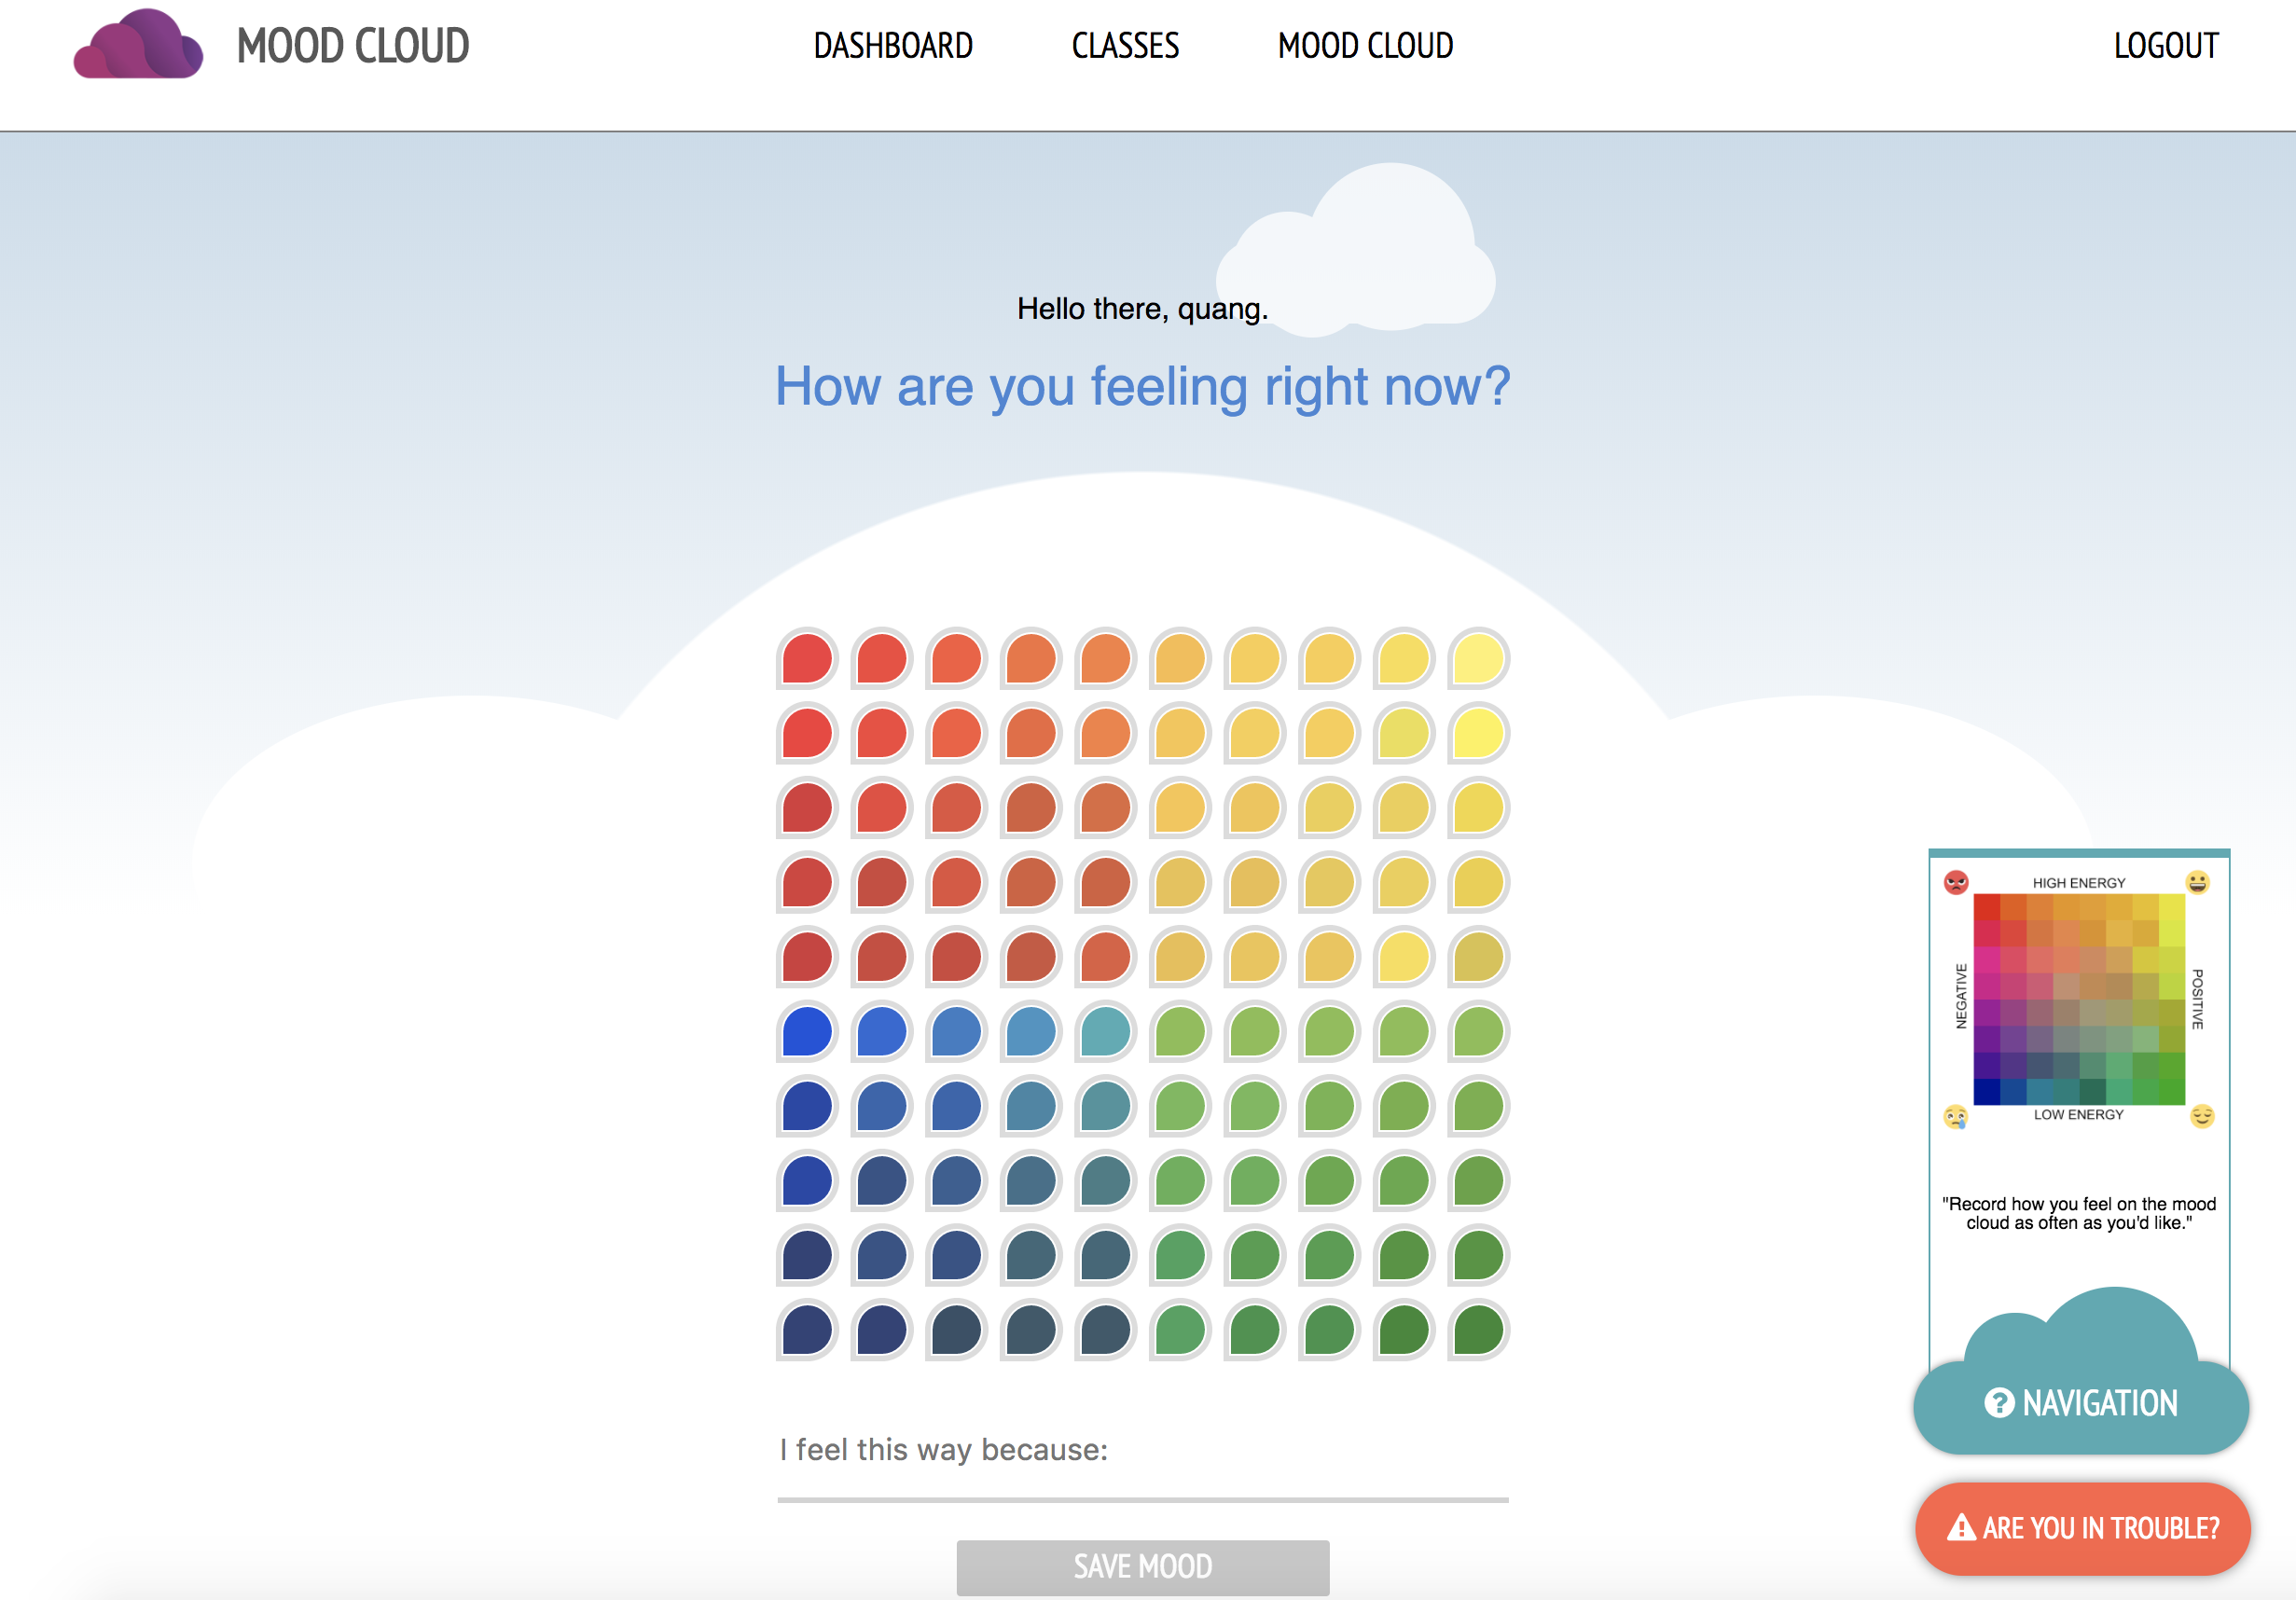 MOOD CLOUD
DASHBOARD
CLASSES
MOOD CLOUD
LOGOUT
Hello there, quang.
How are you feeling right now?
HIGH ENERGY
NEGATIVE
POSITIVE
LOW ENERGY
"Record how you feel on the mood
cloud as often as you'd like."
NAVIGATION
I feel this way because:
ARE YOU IN TROUBLE?
SAVE MOOD